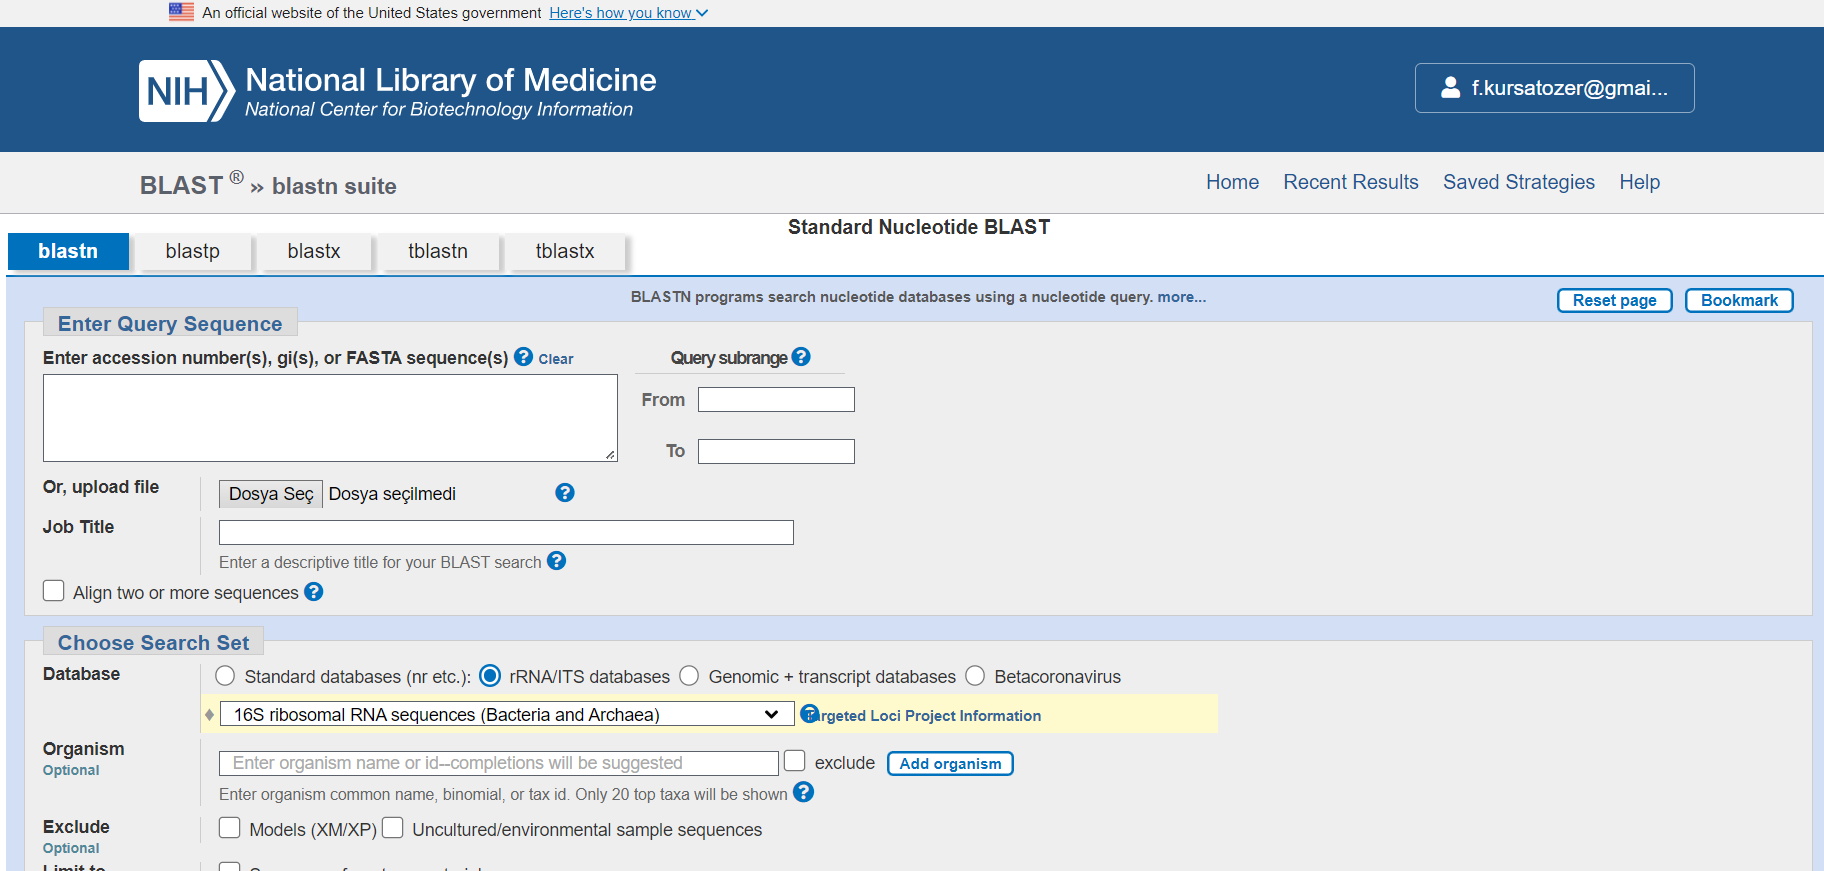 An official website of the United States government Here's how you know
NIH National Library of Medicine
National Center for Biotechnology Information
f.kursatozer@gmai...
BLAST ® » blastn suite
Home Recent Results Saved Strategies Help
Standard Nucleotide BLAST
blastn blastp blastx tblastn tblastx
BLASTN programs search nucleotide databases using a nucleotide query. more...
Reset page Bookmark
Enter Query Sequence
Enter accession number(s), gi(s), or FASTA sequence(s) ? Clear
Query subrange ?
From
To
Or, upload file Dosya Seç Dosya seçilmedi ?
Job Title
Enter a descriptive title for your BLAST search ?
Align two or more sequences ?
Choose Search Set
Database Standard databases (nr etc.): rRNA/ITS databases Genomic + transcript databases Betacoronavirus
16S ribosomal RNA sequences (Bacteria and Archaea) ? Targeted Loci Project Information
Organism
Optional
Enter organism name or id--completions will be suggested exclude Add organism
Enter organism common name, binomial, or tax id. Only 20 top taxa will be shown ?
Exclude
Optional
Models (XM/XP) Uncultured/environmental sample sequences
Limit to